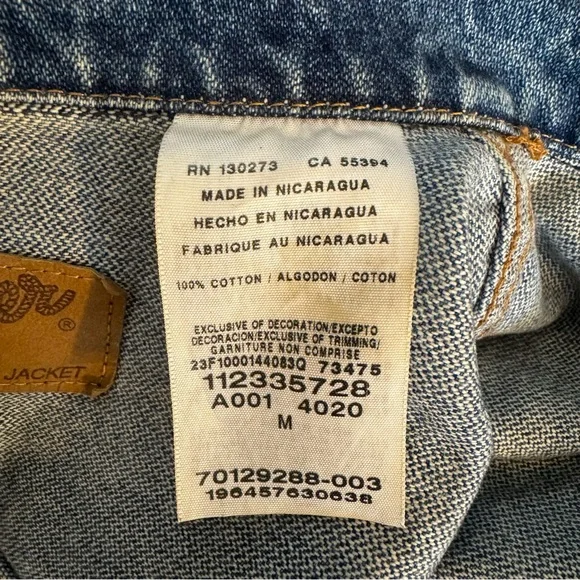 RN 130273 CA 55394
MADE IN NICARAGUA
HECHO EN NICARAGUA
FABRIQUE AU NICARAGUA
100% COTTON / ALGODON / COTON
EXCLUSIVE OF DECORATION/EXCEPTO
DECORACION/EXCLUSIVE OF TRIMMING/
GARNITURE NON COMPRISE
23F1000144083Q 73475
112335728
A001 4020
M
70129288-003
196457630638
®
JACKET